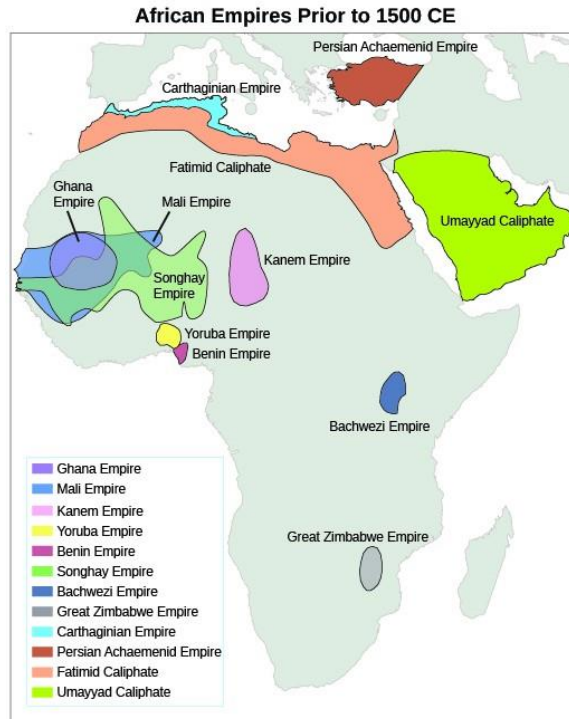 African Empires Prior to 1500 CE
Persian Achaemenid Empire
Carthaginian Empire
Fatimid Caliphate
Ghana
Empire
Mali Empire
Umayyad Caliphate
Kanem Empire
Songhay
Empire
Yoruba Empire
Benin Empire
Bachwezi Empire
Great Zimbabwe Empire
Ghana Empire
Mali Empire
Kanem Empire
Yoruba Empire
Benin Empire
Songhay Empire
Bachwezi Empire
Great Zimbabwe Empire
Carthaginian Empire
Persian Achaemenid Empire
Fatimid Caliphate
Umayyad Caliphate